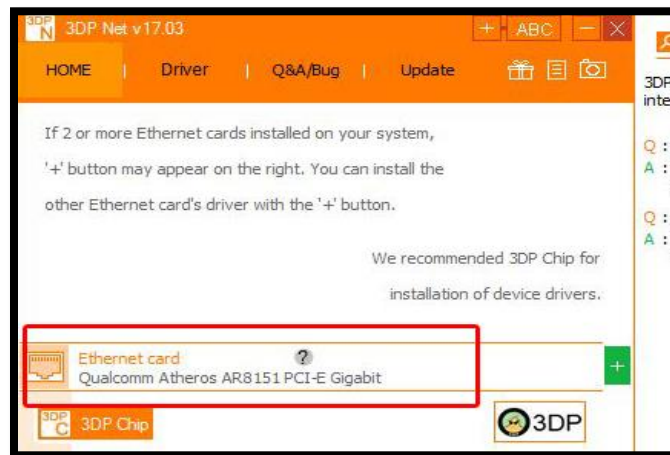 3DP
N
3DP Net v17.03
+ ABC — X
HOME | Driver | Q&A/Bug | Update
If 2 or more Ethernet cards installed on your system,
'+' button may appear on the right. You can install the
other Ethernet card's driver with the '+' button.
We recommended 3DP Chip for
installation of device drivers.
Ethernet card ?
Qualcomm Atheros AR8151 PCI-E Gigabit
+
3DP
C
3DP Chip
3DP
3DP
inte
Q :
A :
Q :
A :